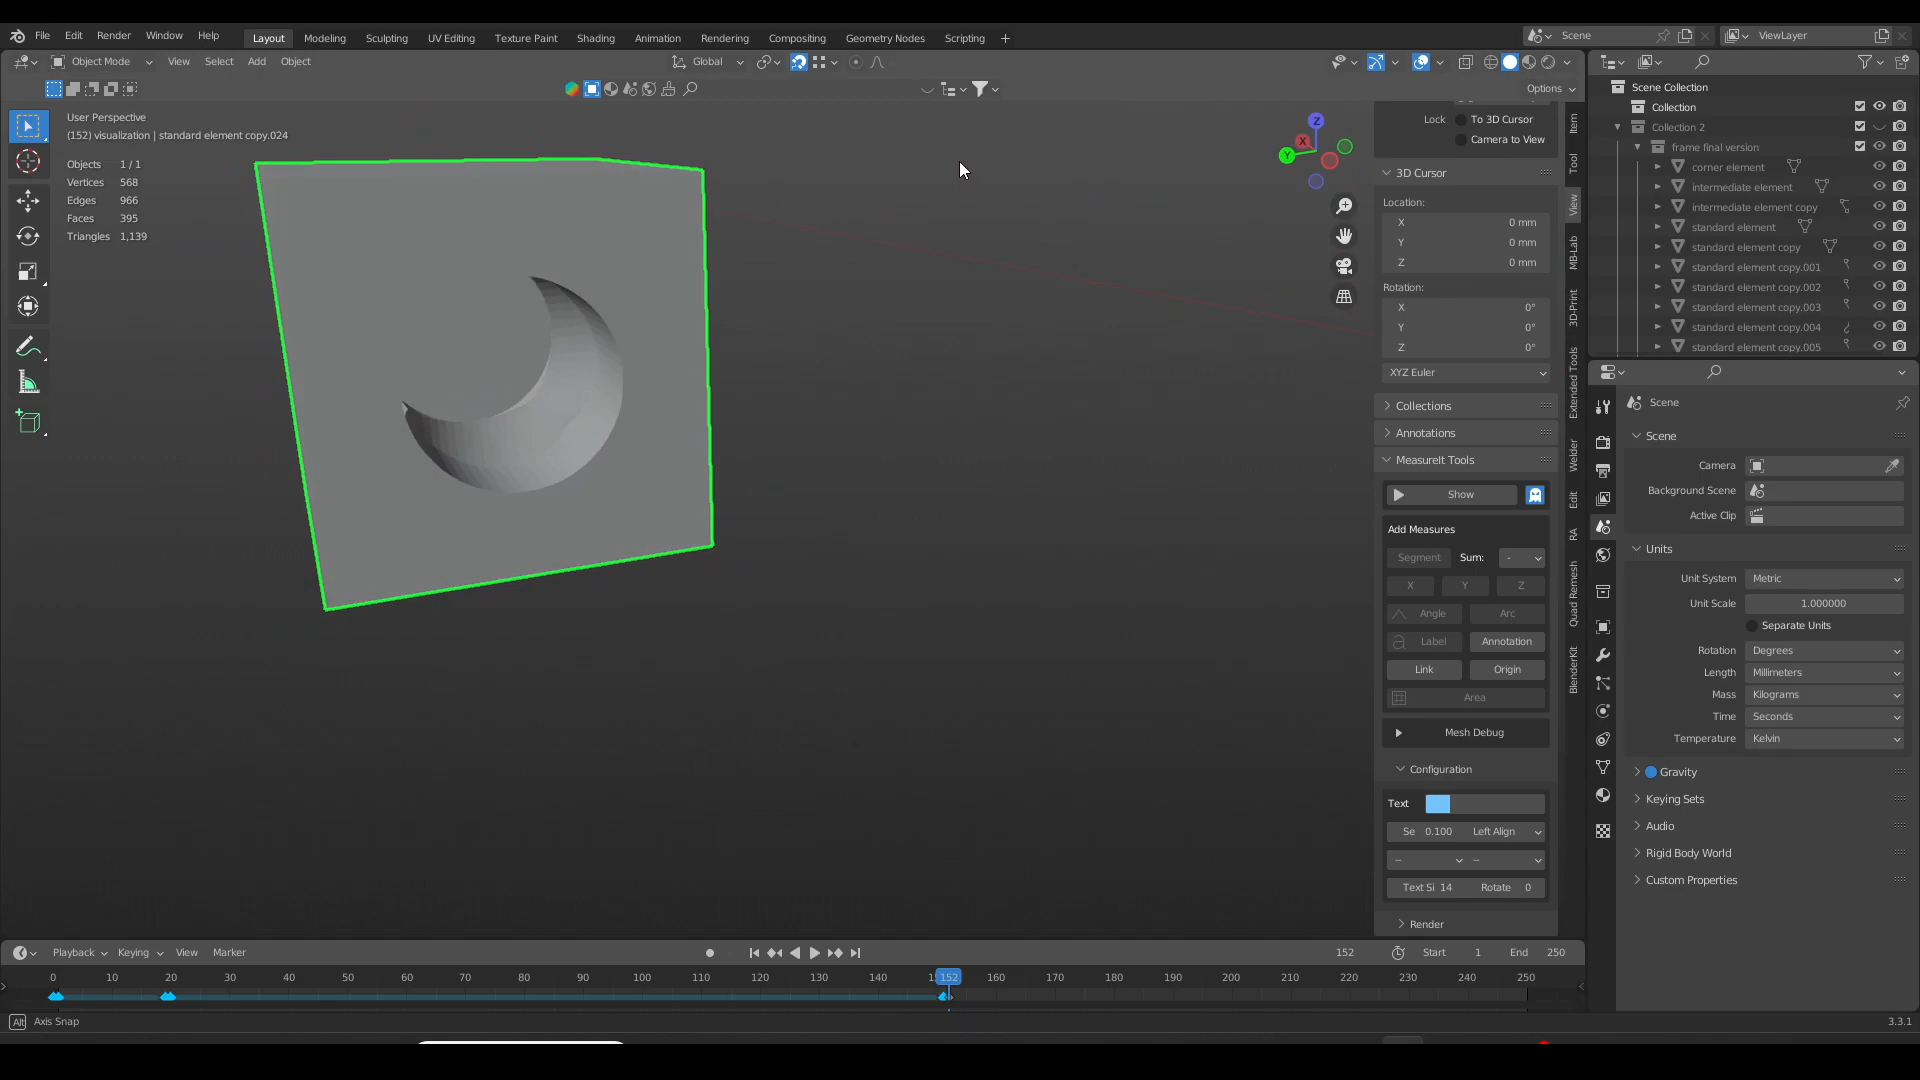 File Edit Render Window Help Layout Modeling Sculpting UV Editing Texture Paint Shading Animation Rendering Compositing Geometry Nodes Scripting + Scene ViewLayer
Object Mode View Select Add Object Global
Options
User Perspective
(152) visualization | standard element copy.024
Objects 1 / 1
Vertices 568
Edges 966
Faces 395
Triangles 1,139
Z
X
Y
Lock To 3D Cursor
Camera to View
3D Cursor
Location:
X 0 mm
Y 0 mm
Z 0 mm
Rotation:
X 0°
Y 0°
Z 0°
XYZ Euler
Collections
Annotations
MeasureIt Tools
Show
Add Measures
Segment Sum: -
X Y Z
Angle Arc
Label Annotation
Link Origin
Area
Mesh Debug
Configuration
Text
Se 0.100 Left Align
Text Si 14 Rotate 0
Render
Item
Tool
View
MB-Lab
3D-Print
Extended Tools
Welder
Edit
RA
Quad Remesh
BlenderKit
Scene Collection
Collection
Collection 2
frame final version
corner element
intermediate element
intermediate element copy
standard element
standard element copy
standard element copy.001
standard element copy.002
standard element copy.003
standard element copy.004
standard element copy.005
Scene
Scene
Camera
Background Scene
Active Clip
Units
Unit System Metric
Unit Scale 1.000000
Separate Units
Rotation Degrees
Length Millimeters
Mass Kilograms
Time Seconds
Temperature Kelvin
Gravity
Keying Sets
Audio
Rigid Body World
Custom Properties
Playback Keying View Marker 152 Start 1 End 250
0 10 20 30 40 50 60 70 80 90 100 110 120 130 140 152 160 170 180 190 200 210 220 230 240 250
Alt Axis Snap 3.3.1